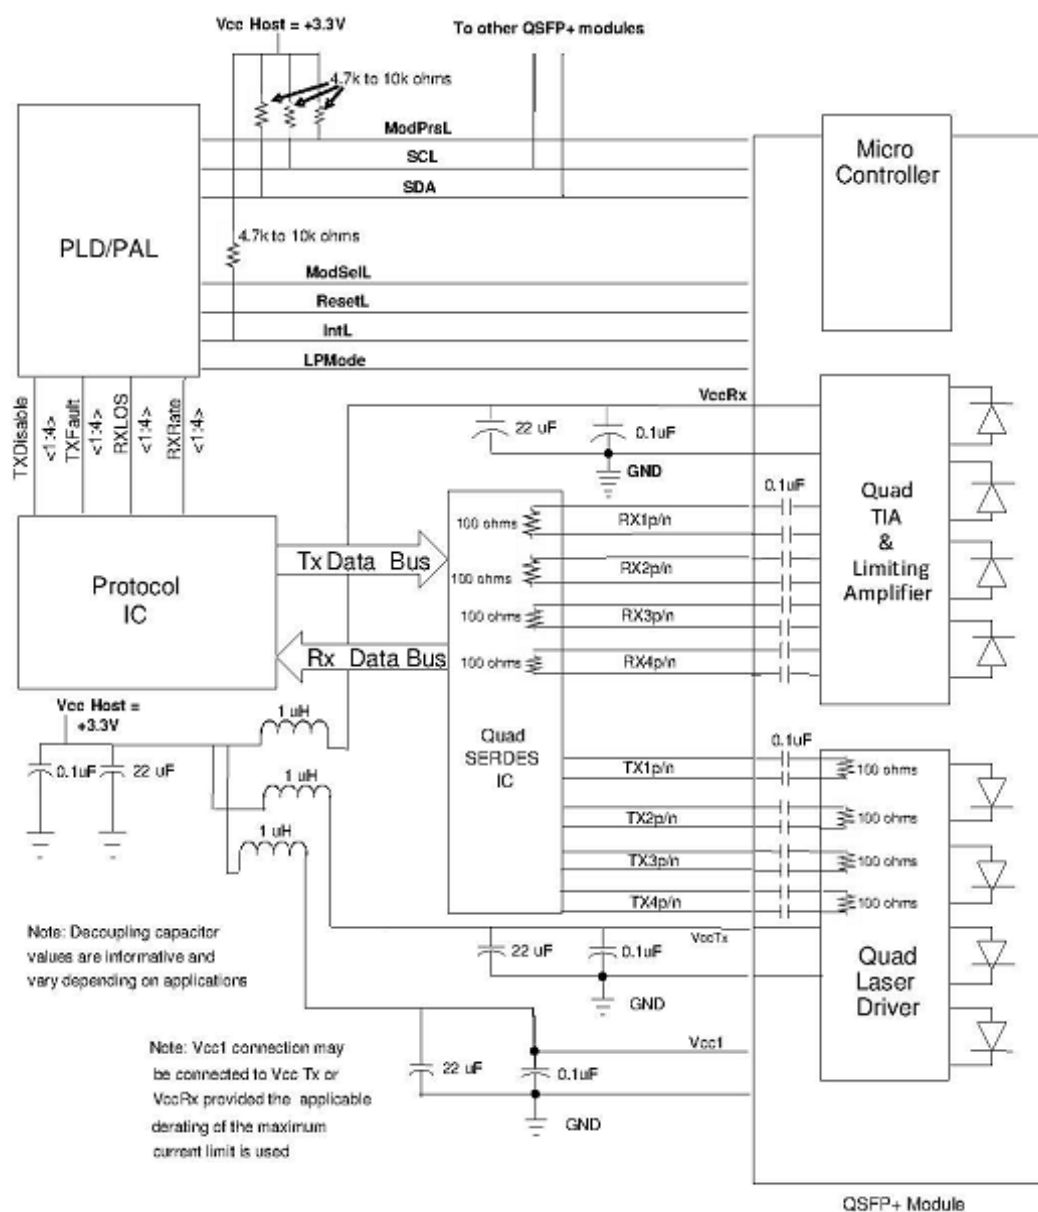 Vcc Host = +3.3V
To other QSFP+ modules
4.7k to 10k ohms
ModPrsL
SCL
SDA
Micro
Controller
PLD/PAL
4.7k to 10k ohms
ModSelL
ResetL
IntL
LPMode
TXDisable
<1:4>
TXFault
<1:4>
RXLOS
<1:4>
RXRate
<1:4>
VccRx
22 uF
0.1uF
GND
0.1uF
Quad
TIA
&
Limiting
Amplifier
100 ohms
RX1p/n
100 ohms
RX2p/n
100 ohms
RX3p/n
100 ohms
RX4p/n
Tx Data Bus
Protocol
IC
Rx Data Bus
Vcc Host =
+3.3V
1 uH
0.1uF
22 uF
1 uH
1 uH
Quad
SERDES
IC
0.1uF
TX1p/n
100 ohms
TX2p/n
100 ohms
TX3p/n
100 ohms
TX4p/n
100 ohms
Note: Decoupling capacitor
values are informative and
vary depending on applications
VccTx
22 uF
0.1uF
GND
Quad
Laser
Driver
Note: Vcc1 connection may
be connected to Vcc Tx or
VccRx provided the applicable
derating of the maximum
current limit is used
Vcc1
22 uF
0.1uF
GND
QSFP+ Module